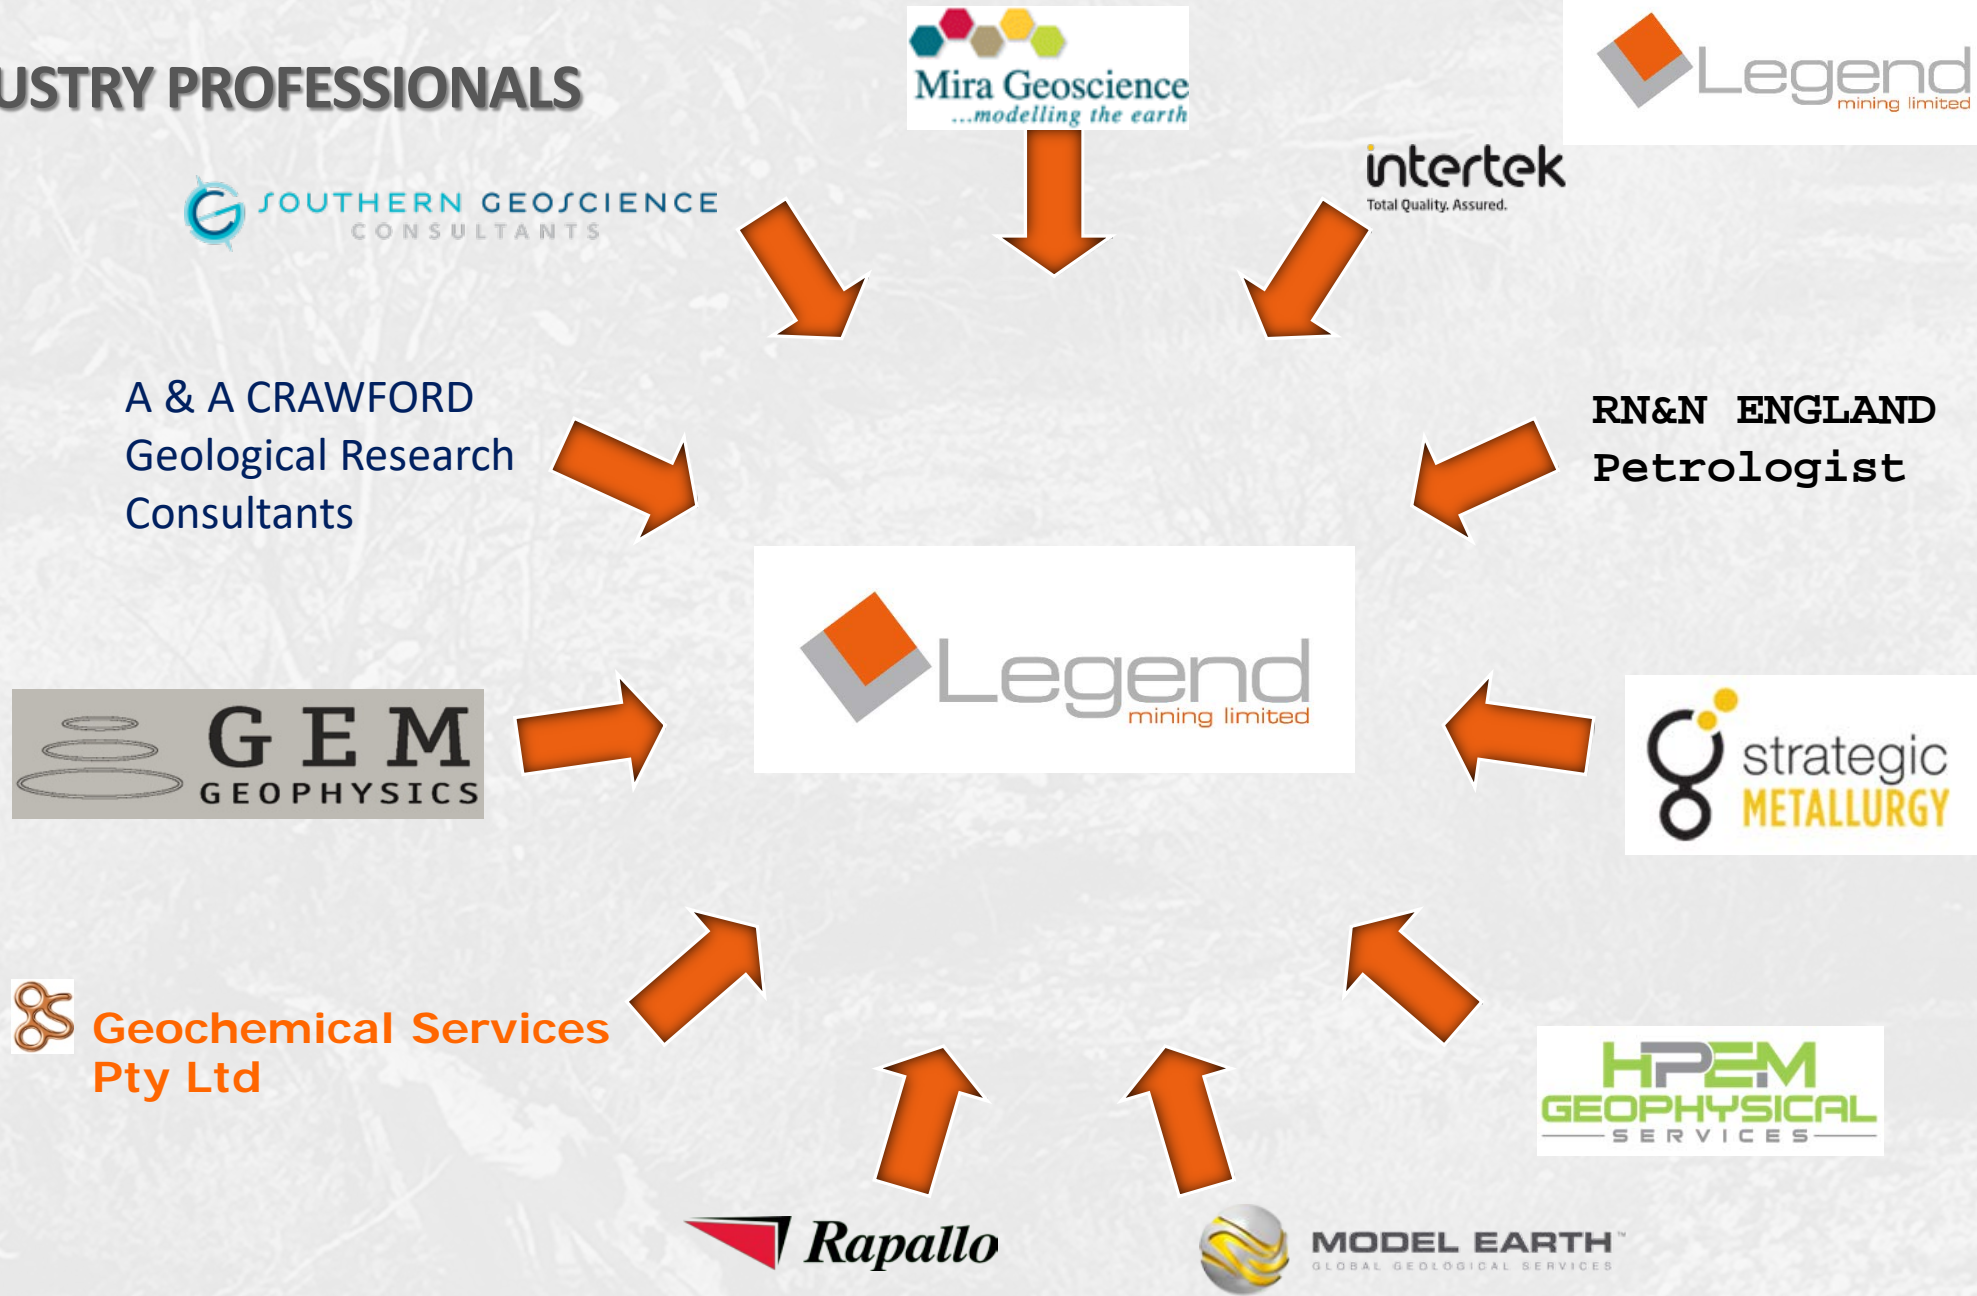 USTRY PROFESSIONALS
Mira Geoscience
...modelling the earth
Legend
mining limited
intertek
Total Quality. Assured.
SOUTHERN GEOSCIENCE
CONSULTANTS
A & A CRAWFORD
Geological Research
Consultants
RN&N ENGLAND
Petrologist
Legend
mining limited
GEM
GEOPHYSICS
strategic
METALLURGY
Geochemical Services
Pty Ltd
HPEM
GEOPHYSICAL
SERVICES
Rapallo
MODEL EARTH™
GLOBAL GEOLOGICAL SERVICES